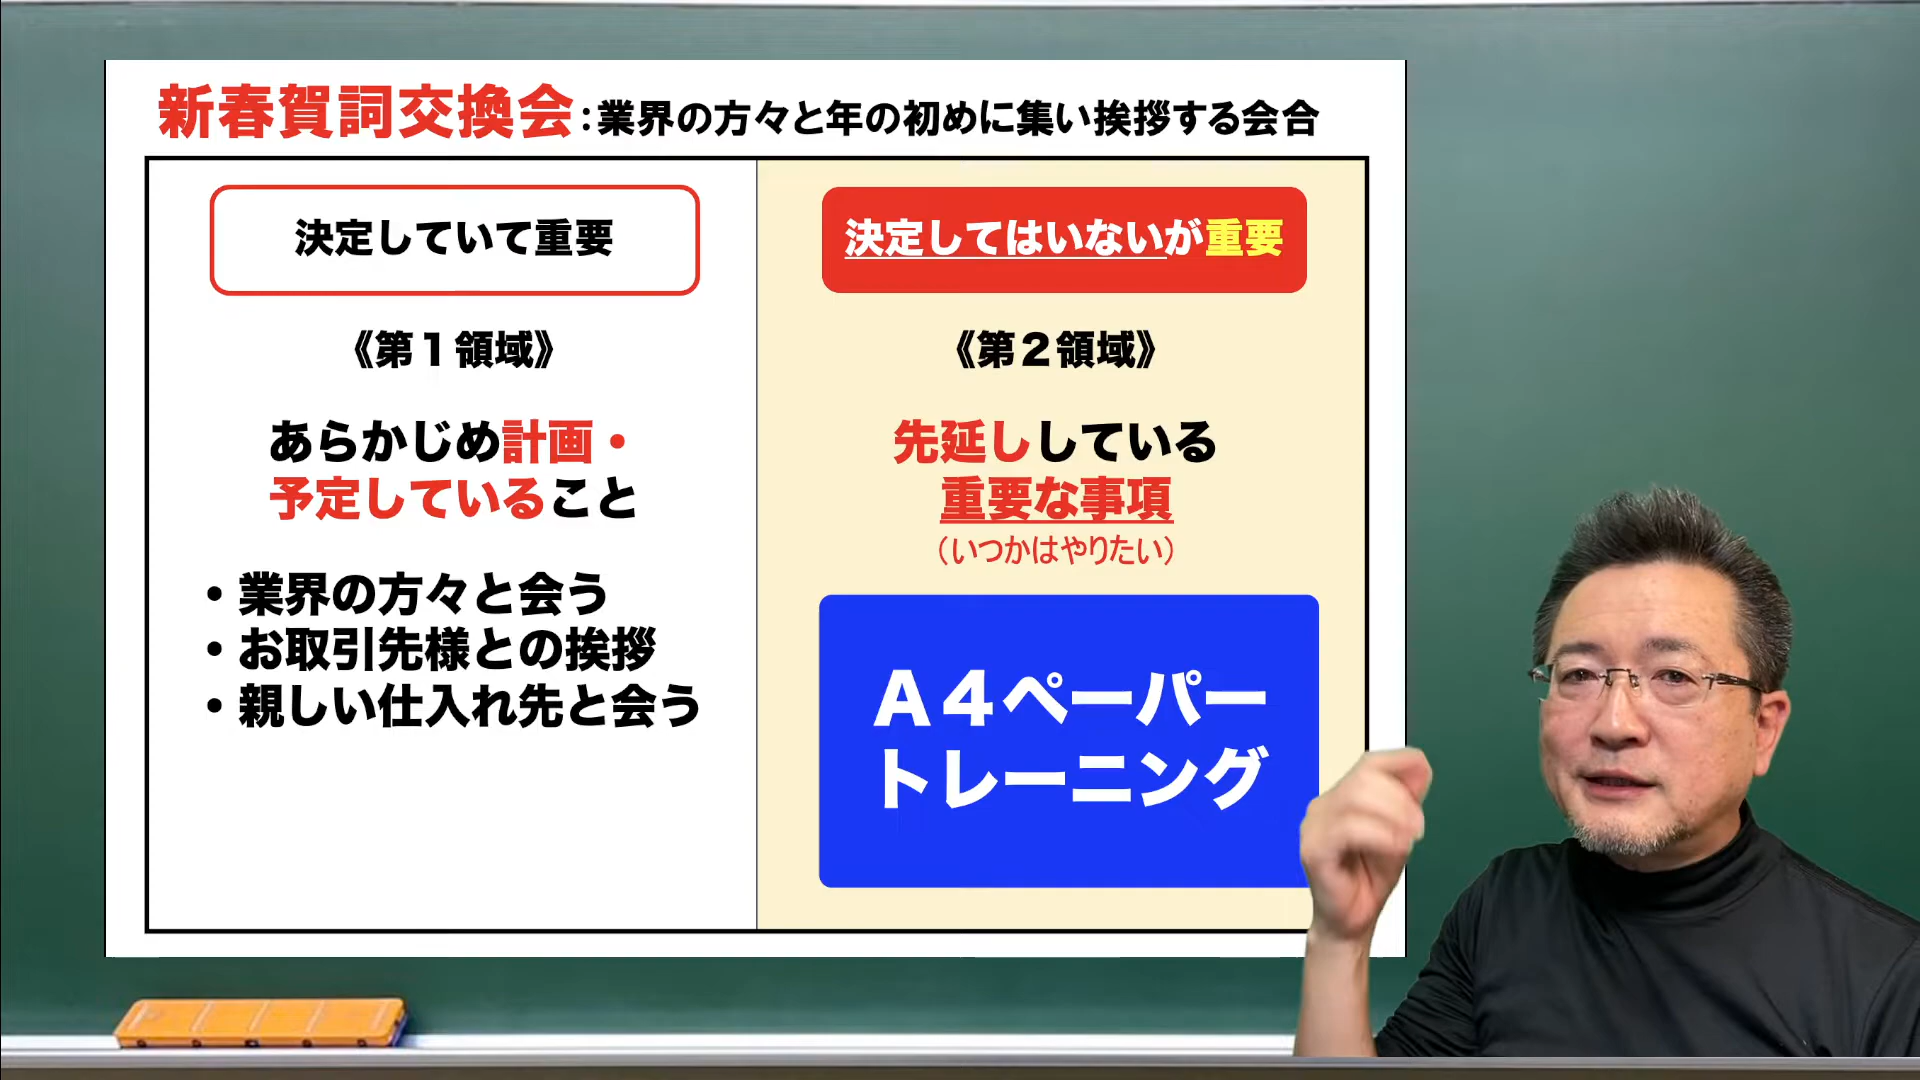 新春賀詞交換会：業界の方々と年の初めに集い挨拶する会合
決定していて重要
《第１領域》
あらかじめ計画・
予定していること
・業界の方々と会う
・お取引先様との挨拶
・親しい仕入れ先と会う
決定してはいないが重要
《第２領域》
先延ばししている
重要な事項
（いつかはやりたい）
Ａ４ペーパー
トレーニング